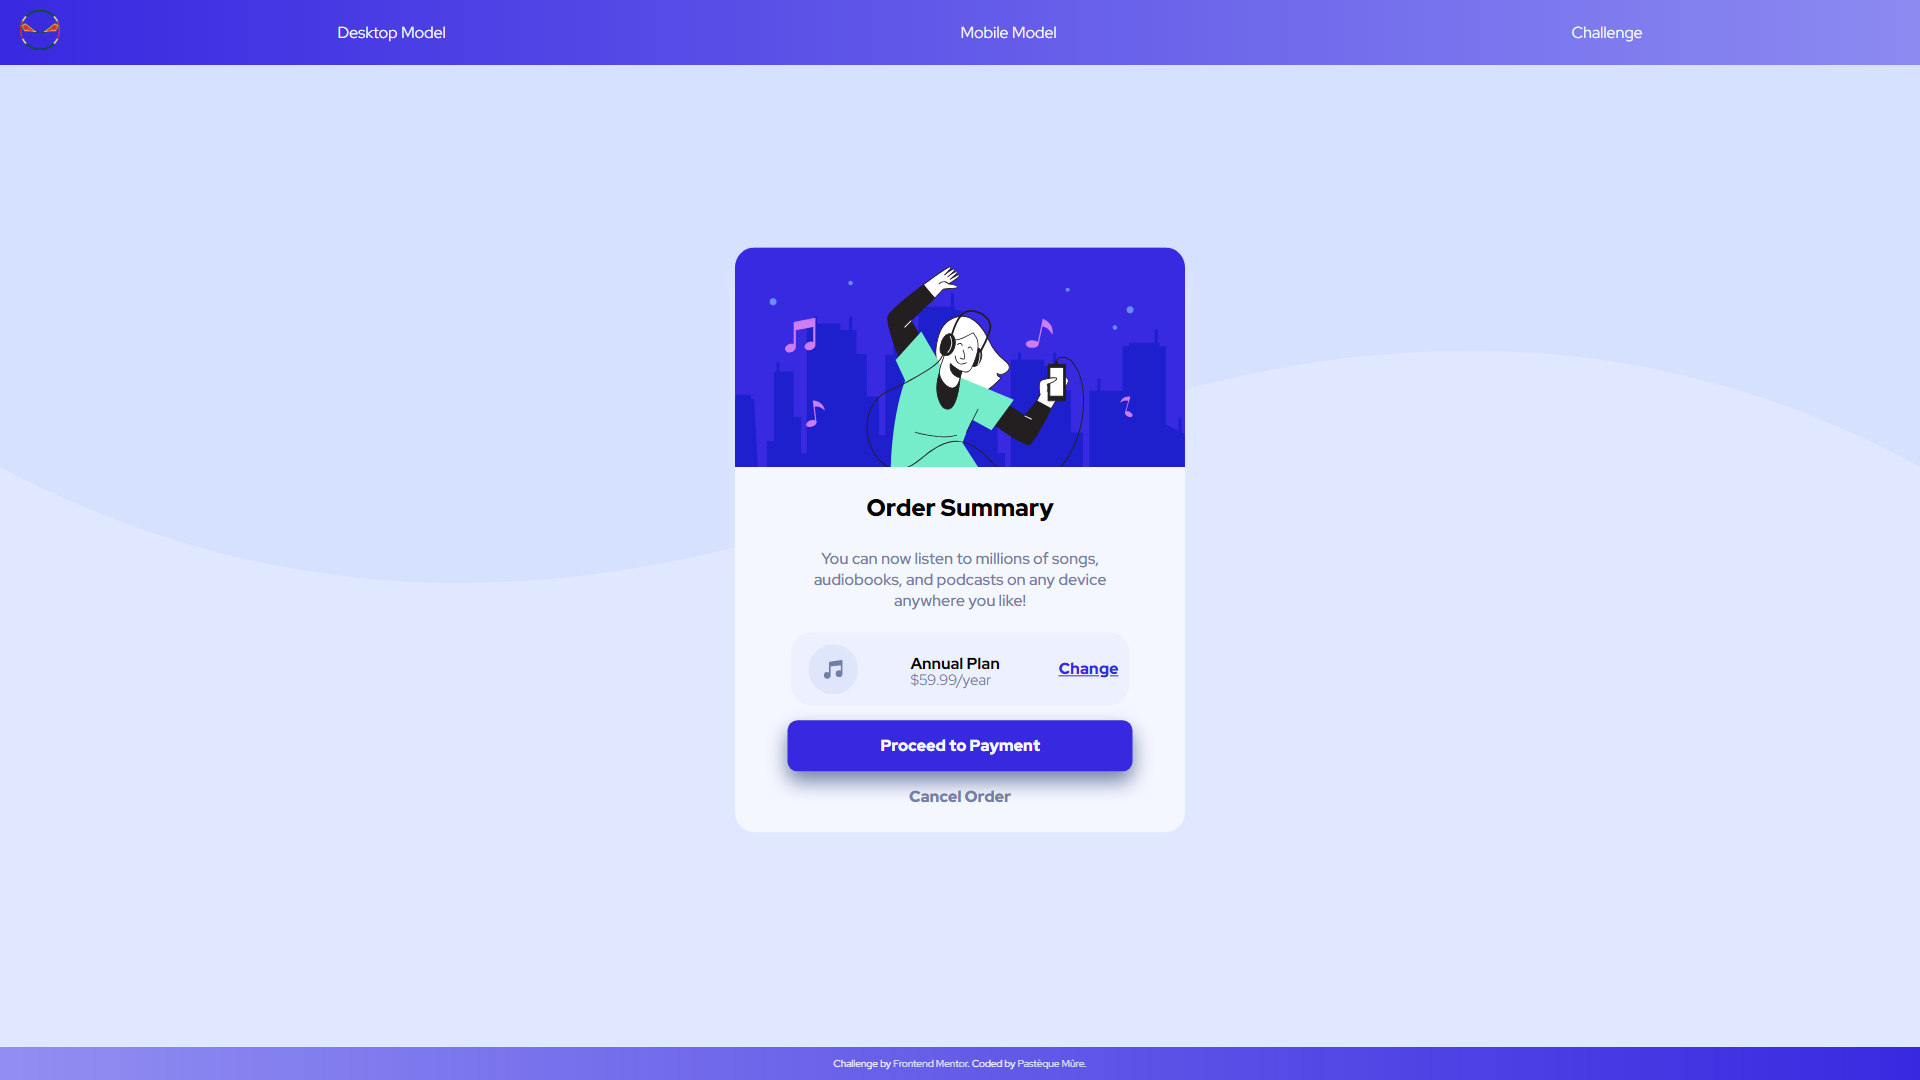 Desktop Model
Mobile Model
Challenge
Order Summary
You can now listen to millions of songs,
audiobooks, and podcasts on any device
anywhere you like!
Annual Plan
$59.99/year
Change
Proceed to Payment
Cancel Order
Challenge by Frontend Mentor. Coded by Pastèque Mûre.